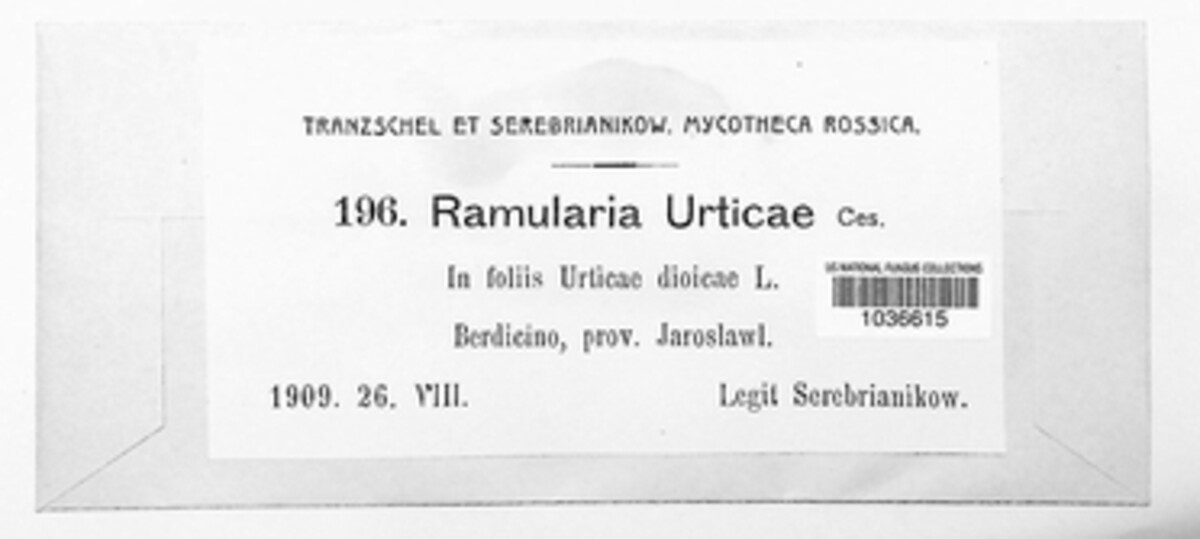 TRANZSCHEL ET SEREBRIANIKOW. MYCOTHECA ROSSICA.
196. Ramularia Urticae Ces.
In foliis Urticae dioicae L.
US NATIONAL FUNGUS COLLECTIONS
1036615
Berdicino, prov. Jaroslawl.
1909. 26. VIII. Legit Serebrianikow.